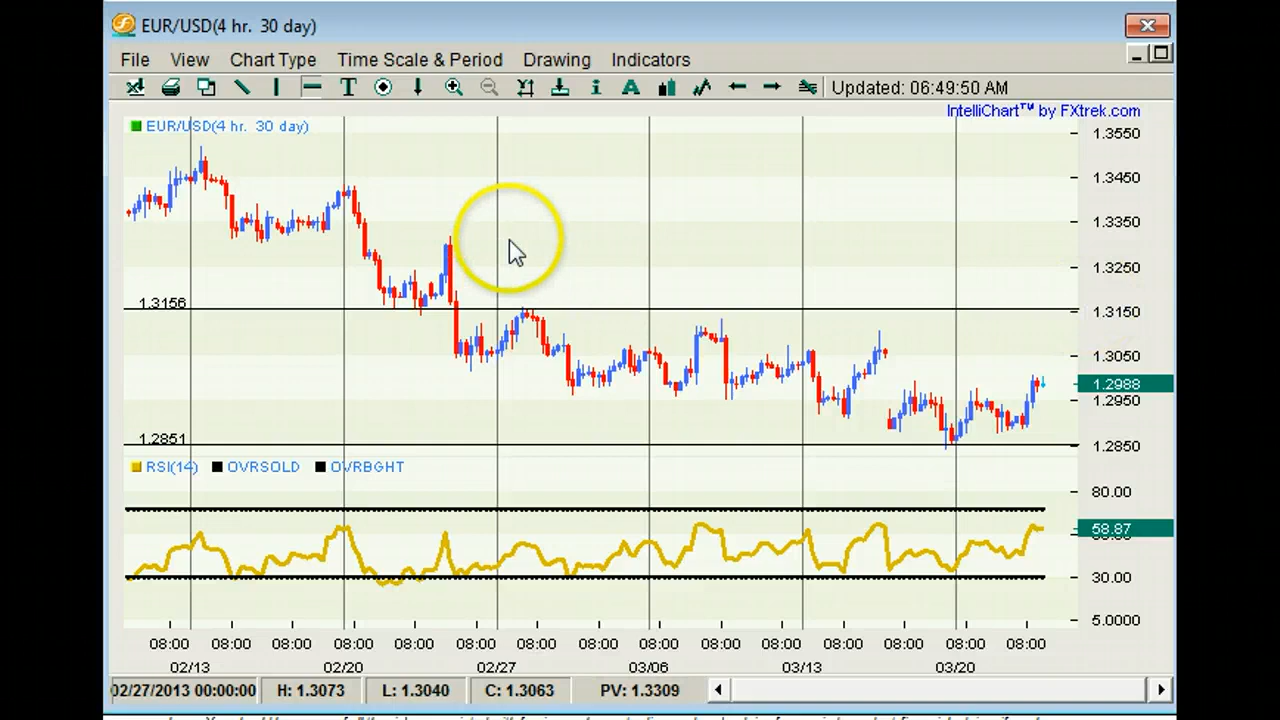 EUR/USD(4 hr. 30 day)
File View Chart Type Time Scale & Period Drawing Indicators
Updated: 06:49:50 AM
IntelliChart™ by FXtrek.com
EUR/USD(4 hr. 30 day)
1.3550
1.3450
1.3350
1.3250
1.3156
1.3150
1.3050
1.2988
1.2950
1.2851
1.2850
RSI(14) OVRSOLD OVRBGHT
80.00
58.87
30.00
5.0000
08:00 08:00 08:00 08:00 08:00 08:00 08:00 08:00 08:00 08:00 08:00 08:00 08:00 08:00 08:00
02/13 02/20 02/27 03/06 03/13 03/20
02/27/2013 00:00:00 H: 1.3073 L: 1.3040 C: 1.3063 PV: 1.3309